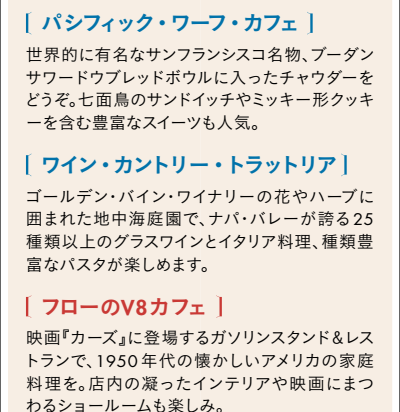 [ パシフィック・ワーフ・カフェ ]
世界的に有名なサンフランシスコ名物、ブーダン
サワードウブレッドボウルに入ったチャウダーを
どうぞ。七面鳥のサンドイッチやミッキー形クッキ
ーを含む豊富なスイーツも人気。
[ ワイン・カントリー・トラットリア ]
ゴールデン・バイン・ワイナリーの花やハーブに
囲まれた地中海庭園で、ナパ・バレーが誇る25
種類以上のグラスワインとイタリア料理、種類豊
富なパスタが楽しめます。
[ フローのV8カフェ ]
映画『カーズ』に登場するガソリンスタンド&レス
トランで、1950年代の懐かしいアメリカの家庭
料理を。店内の凝ったインテリアや映画にまつ
わるショールームも楽しみ。